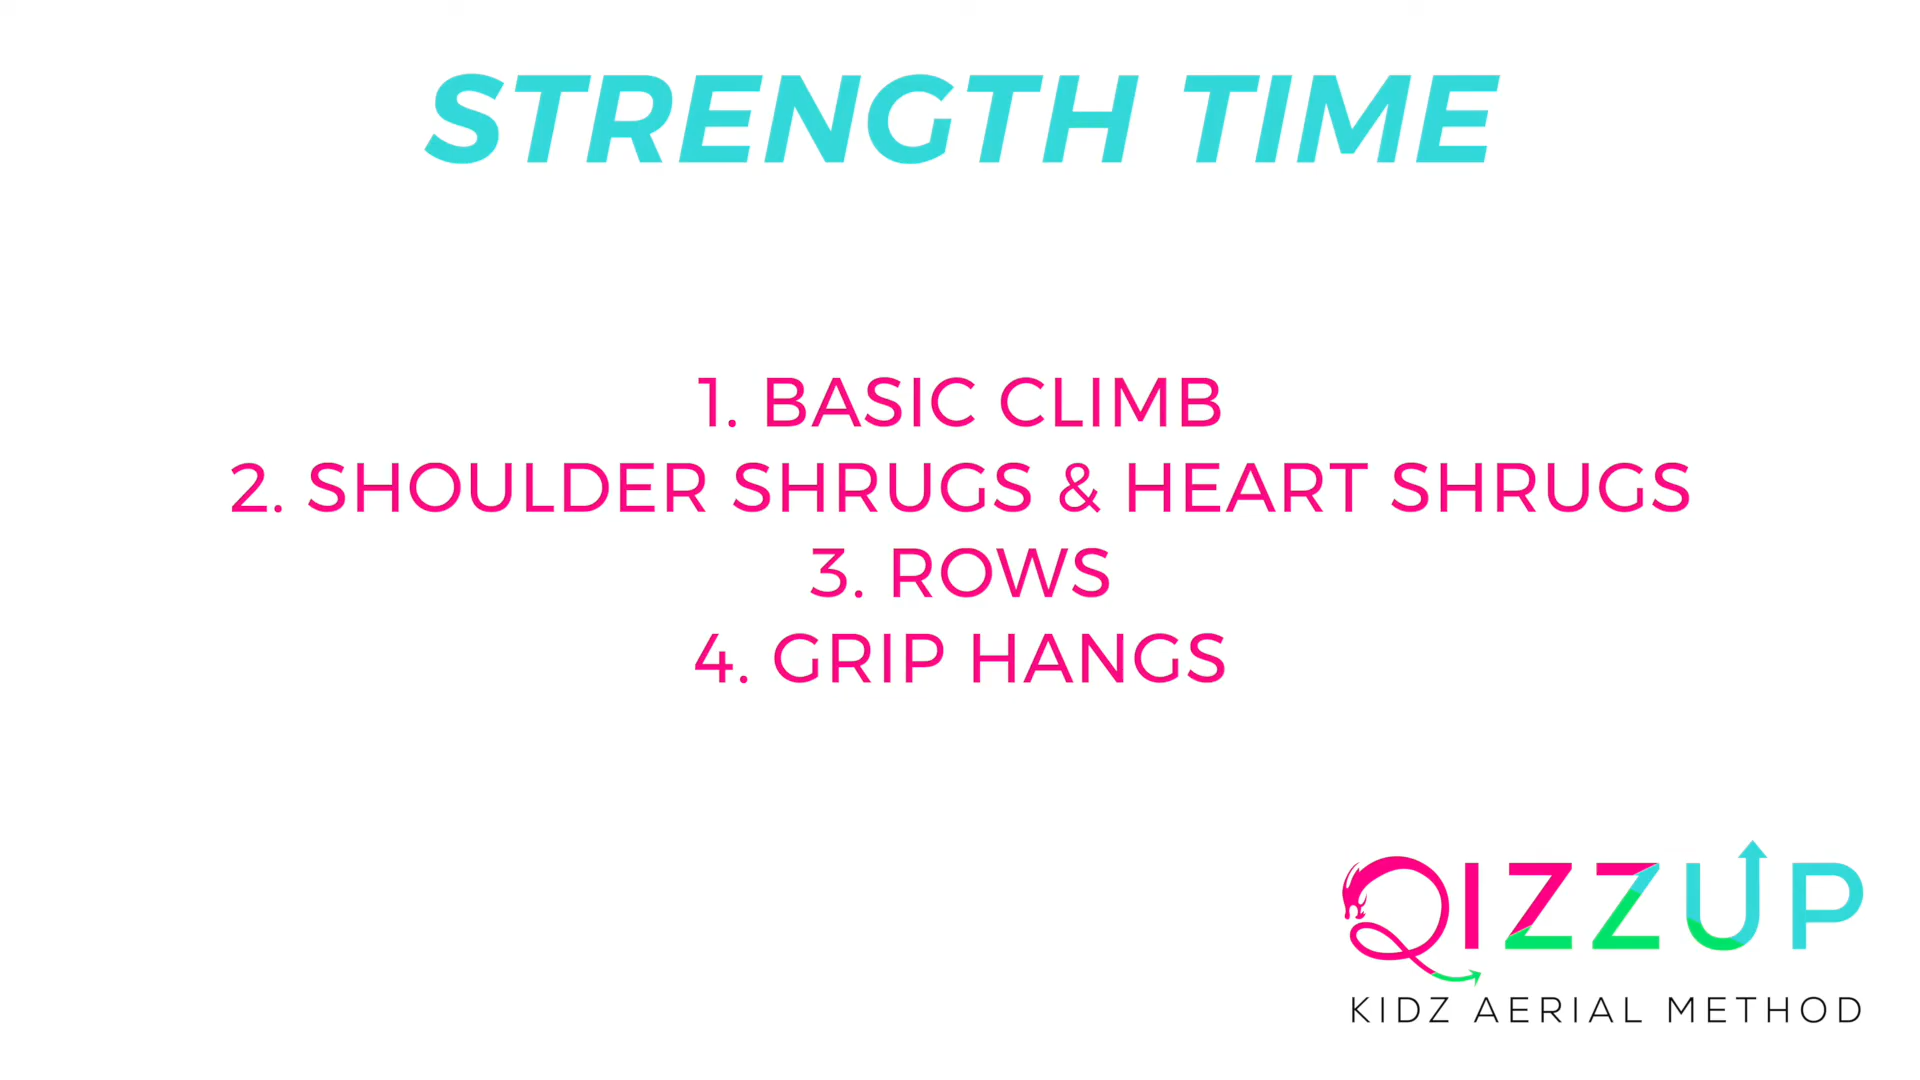 STRENGTH TIME
1. BASIC CLIMB
2. SHOULDER SHRUGS & HEART SHRUGS
3. ROWS
4. GRIP HANGS
QIZZUP
KIDZ AERIAL METHOD